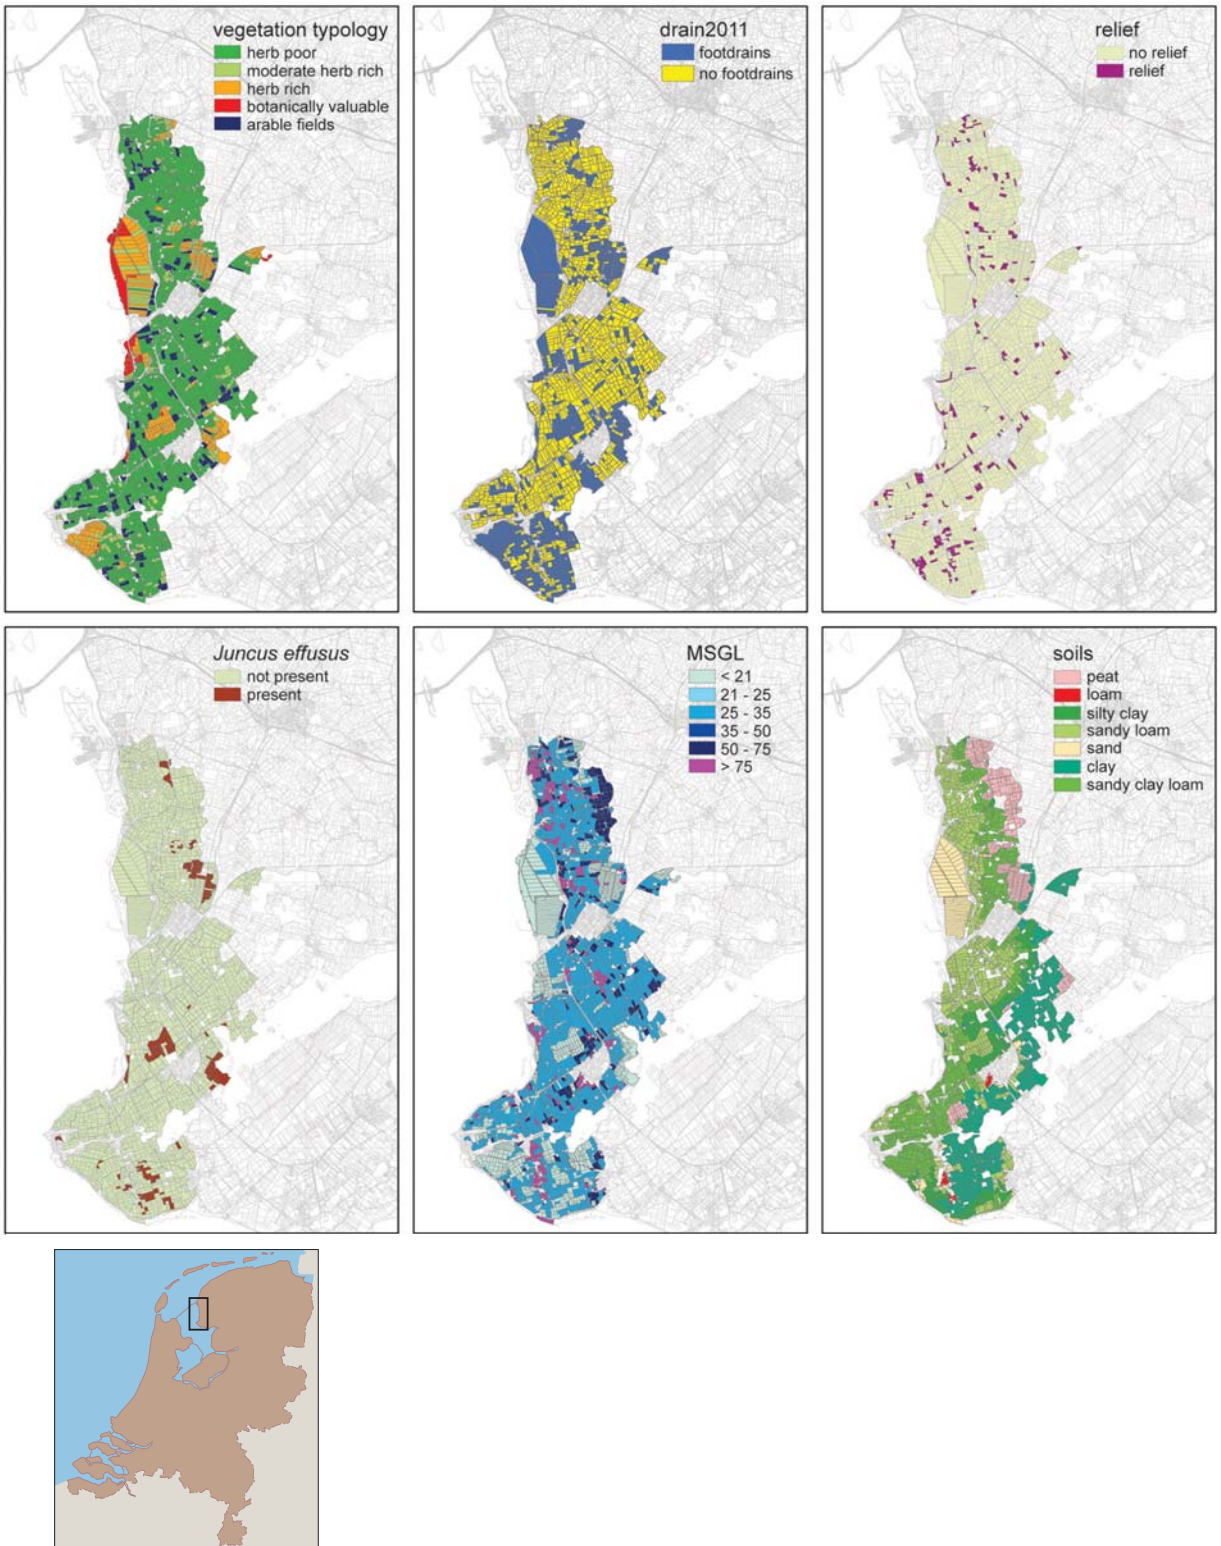 vegetation typology
herb poor
moderate herb rich
herb rich
botanically valuable
arable fields
drain2011
footdrains
no footdrains
relief
no relief
relief
Juncus effusus
not present
present
MSGL
< 21
21 - 25
25 - 35
35 - 50
50 - 75
> 75
soils
peat
loam
silty clay
sandy loam
sand
clay
sandy clay loam